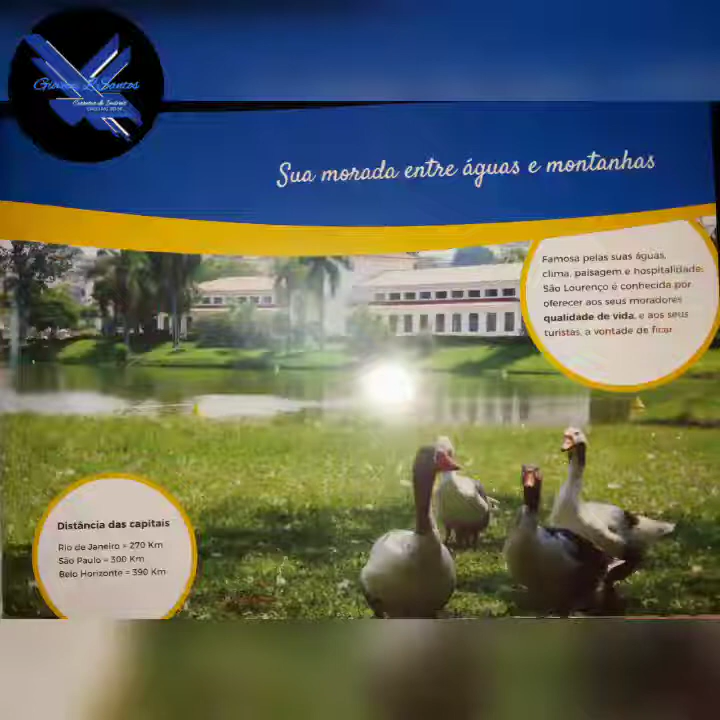 Sua morada entre águas e montanhas
Famosa pelas suas águas,
clima, paisagem e hospitalidade,
São Lourenço é conhecida por
oferecer aos seus moradores
qualidade de vida, e aos seus
turistas, a vontade de ficar
Distância das capitais
Rio de Janeiro = 270 Km
São Paulo = 300 Km
Belo Horizonte = 390 Km